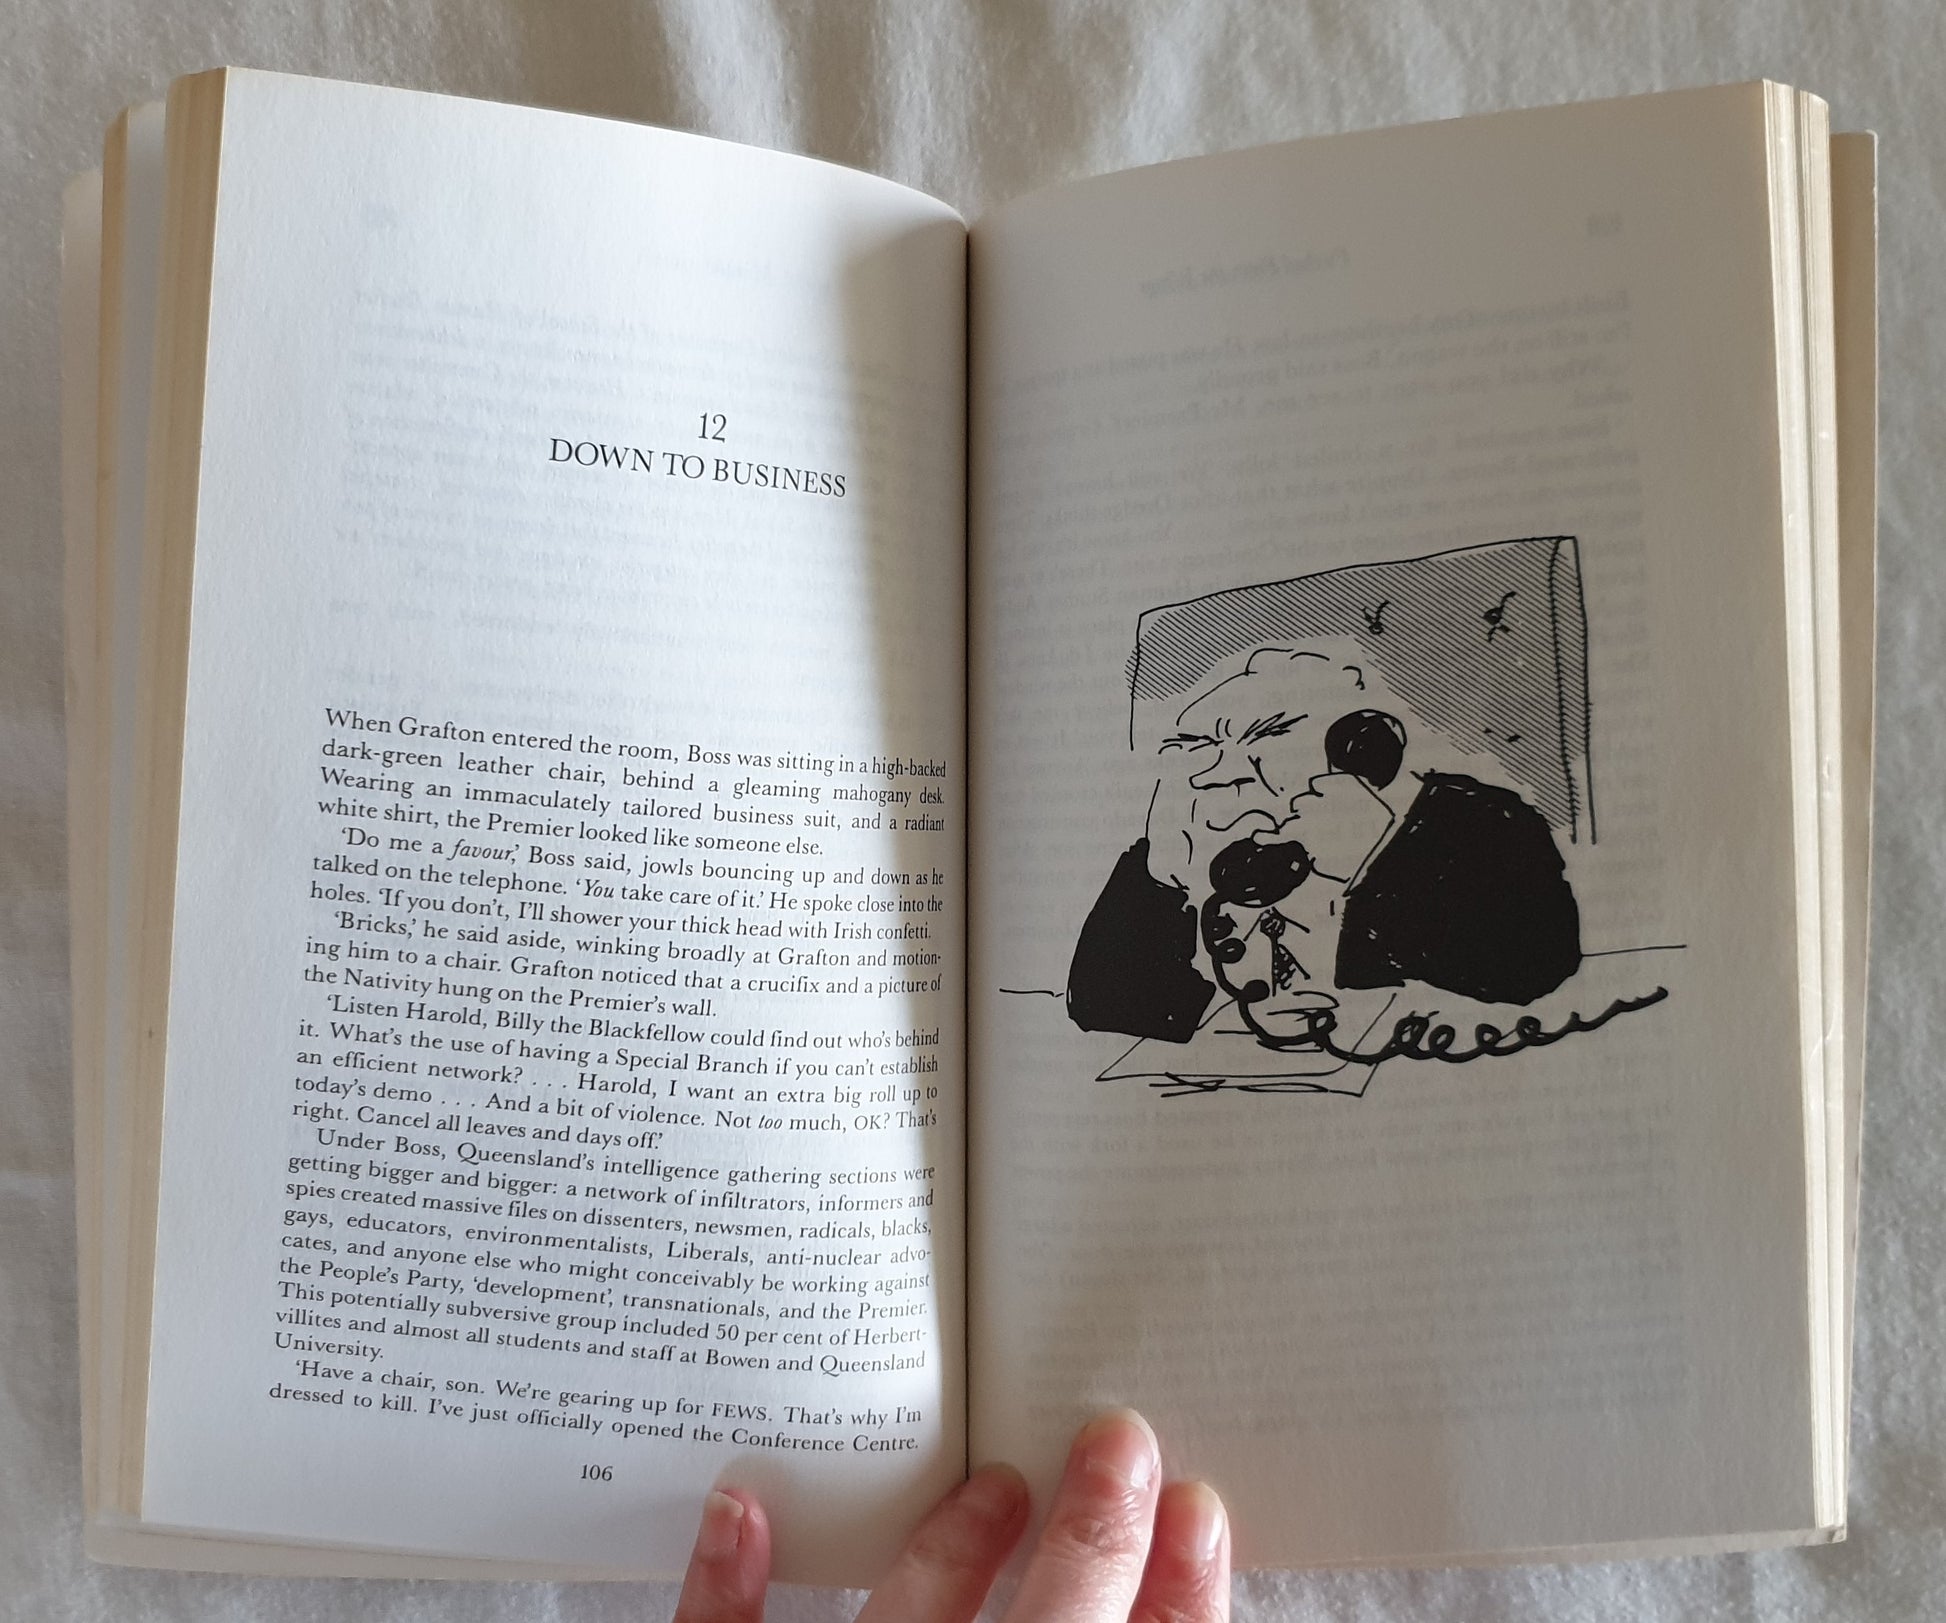 12
DOWN TO BUSINESS
When Grafton entered the room, Boss was sitting in a high-backed
dark-green leather chair, behind a gleaming mahogany desk.
Wearing an immaculately tailored business suit, and a radiant
white shirt, the Premier looked like someone else.
‘Do me a favour,’ Boss said, jowls bouncing up and down as he
talked on the telephone. ‘You take care of it.’ He spoke close into the
holes. ‘If you don’t, I’ll shower your thick head with Irish confetti.
‘Bricks,’ he said aside, winking broadly at Grafton and motion-
ing him to a chair. Grafton noticed that a crucifix and a picture of
the Nativity hung on the Premier’s wall.
‘Listen Harold, Billy the Blackfellow could find out who’s behind
it. What’s the use of having a Special Branch if you can’t establish
an efficient network? . . . Harold, I want an extra big roll up to
today’s demo . . . And a bit of violence. Not too much, OK? That’s
right. Cancel all leaves and days off.’
Under Boss, Queensland’s intelligence gathering sections were
getting bigger and bigger: a network of infiltrators, informers and
spies created massive files on dissenters, newsmen, radicals, blacks,
gays, educators, environmentalists, Liberals, anti-nuclear advo-
cates, and anyone else who might conceivably be working against
the People’s Party, ‘development’, transnationals, and the Premier.
This potentially subversive group included 50 per cent of Herbert-
villites and almost all students and staff at Bowen and Queensland
University.
‘Have a chair, son. We’re gearing up for FEWS. That’s why I’m
dressed to kill. I’ve just officially opened the Conference Centre.
106